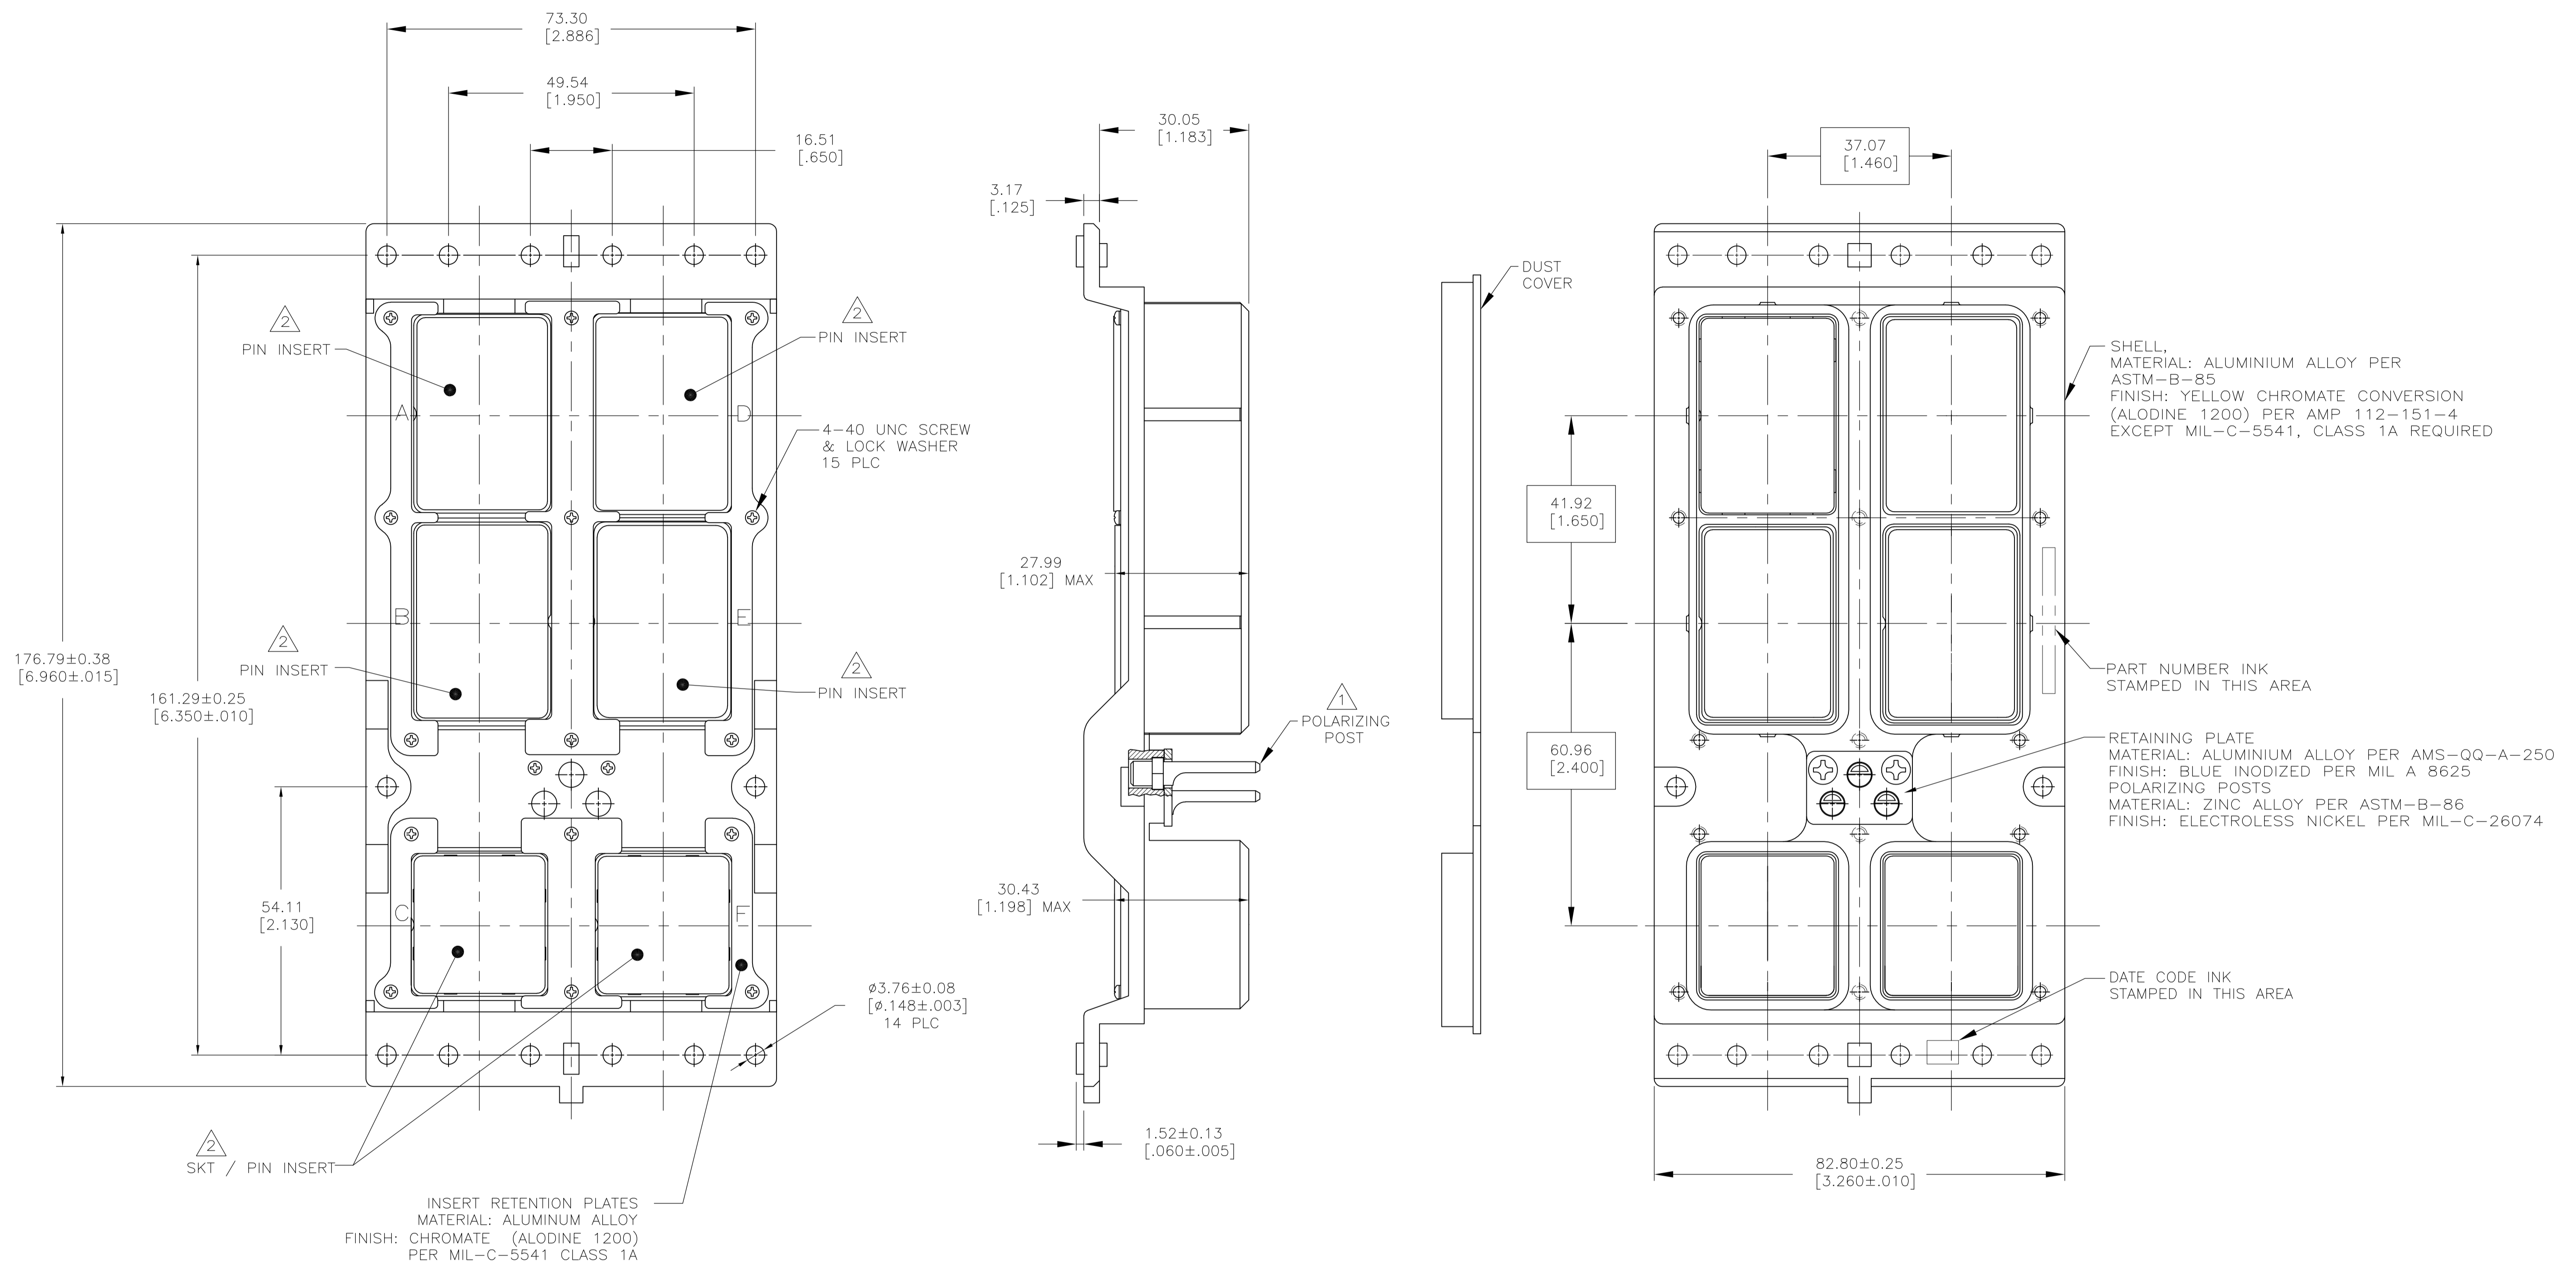 73.30
[2.886]
49.54
[1.950]
16.51
[.650]
2
PIN INSERT
2
PIN INSERT
A
D
4-40 UNC SCREW
& LOCK WASHER
15 PLC
B
E
2
PIN INSERT
2
PIN INSERT
176.79±0.38
[6.960±.015]
161.29±0.25
[6.350±.010]
54.11
[2.130]
C
F
ø3.76±0.08
[ø.148±.003]
14 PLC
2
SKT / PIN INSERT
INSERT RETENTION PLATES
MATERIAL: ALUMINUM ALLOY
FINISH: CHROMATE (ALODINE 1200)
PER MIL-C-5541 CLASS 1A
30.05
[1.183]
3.17
[.125]
27.99
[1.102] MAX
1
POLARIZING
POST
30.43
[1.198] MAX
1.52±0.13
[.060±.005]
DUST
COVER
37.07
[1.460]
41.92
[1.650]
60.96
[2.400]
SHELL,
MATERIAL: ALUMINIUM ALLOY PER
ASTM-B-85
FINISH: YELLOW CHROMATE CONVERSION
(ALODINE 1200) PER AMP 112-151-4
EXCEPT MIL-C-5541, CLASS 1A REQUIRED
PART NUMBER INK
STAMPED IN THIS AREA
RETAINING PLATE
MATERIAL: ALUMINIUM ALLOY PER AMS-QQ-A-250
FINISH: BLUE INODIZED PER MIL A 8625
POLARIZING POSTS
MATERIAL: ZINC ALLOY PER ASTM-B-86
FINISH: ELECTROLESS NICKEL PER MIL-C-26074
DATE CODE INK
STAMPED IN THIS AREA
82.80±0.25
[3.260±.010]